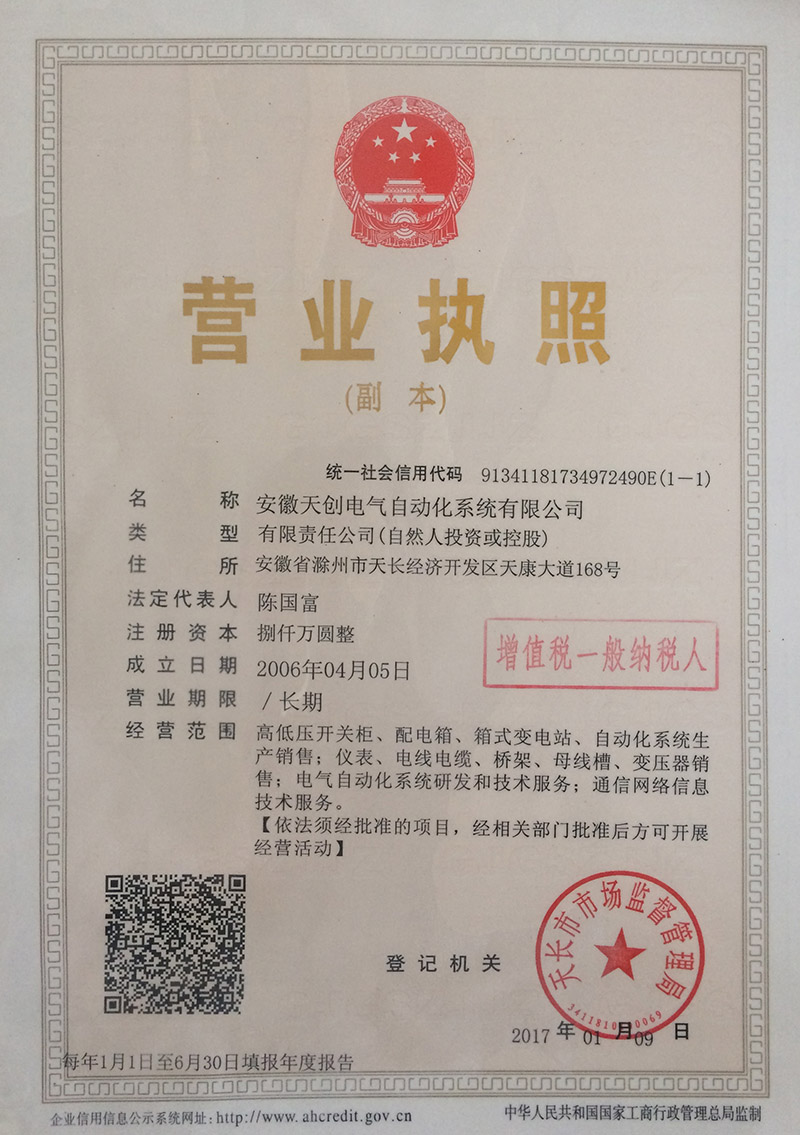 营业执照
(副 本)
统一社会信用代码 91341181734972490E(1-1)
名称 安徽天创电气自动化系统有限公司
类型 有限责任公司(自然人投资或控股)
住所 安徽省滁州市天长经济开发区天康大道168号
法定代表人 陈国富
注册资本 捌仟万圆整
成立日期 2006年04月05日
营业期限 / 长期
增值税一般纳税人
经营范围 高低压开关柜、配电箱、箱式变电站、自动化系统生
产销售；仪表、电线电缆、桥架、母线槽、变压器销
售；电气自动化系统研发和技术服务；通信网络信息
技术服务。
【依法须经批准的项目，经相关部门批准后方可开展
经营活动】
登记机关
天长市市场监督管理局
2017 年 01 月 09 日
每年1月1日至6月30日填报年度报告
企业信用信息公示系统网址: http://www.ahcredit.gov.cn
中华人民共和国国家工商行政管理总局监制